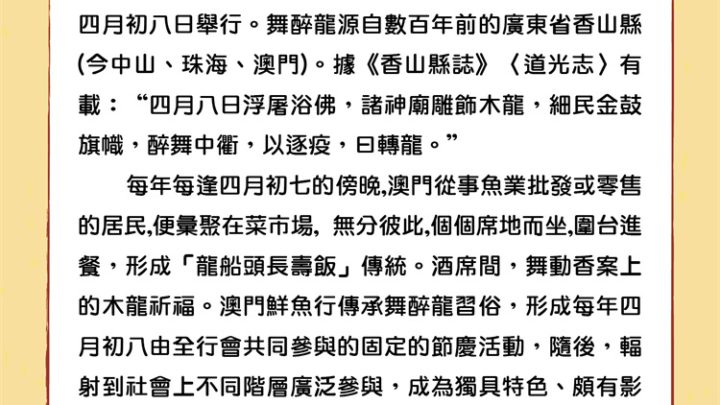 四月初八日舉行。舞醉龍源自數百年前的廣東省香山縣
(今中山、珠海、澳門)。據《香山縣誌》〈道光志〉有
載：“四月八日浮屠浴佛，諸神廟雕飾木龍，細民金鼓
旗幟，醉舞中衢，以逐疫，曰轉龍。”
每年每逢四月初七的傍晚,澳門從事魚業批發或零售
的居民,便彙聚在菜市場, 無分彼此,個個席地而坐,圍台進
餐，形成「龍船頭長壽飯」傳統。酒席間，舞動香案上
的木龍祈福。澳門鮮魚行傳承舞醉龍習俗，形成每年四
月初八由全行會共同參與的固定的節慶活動，隨後，輻
射到社會上不同階層廣泛參與，成為獨具特色、頗有影